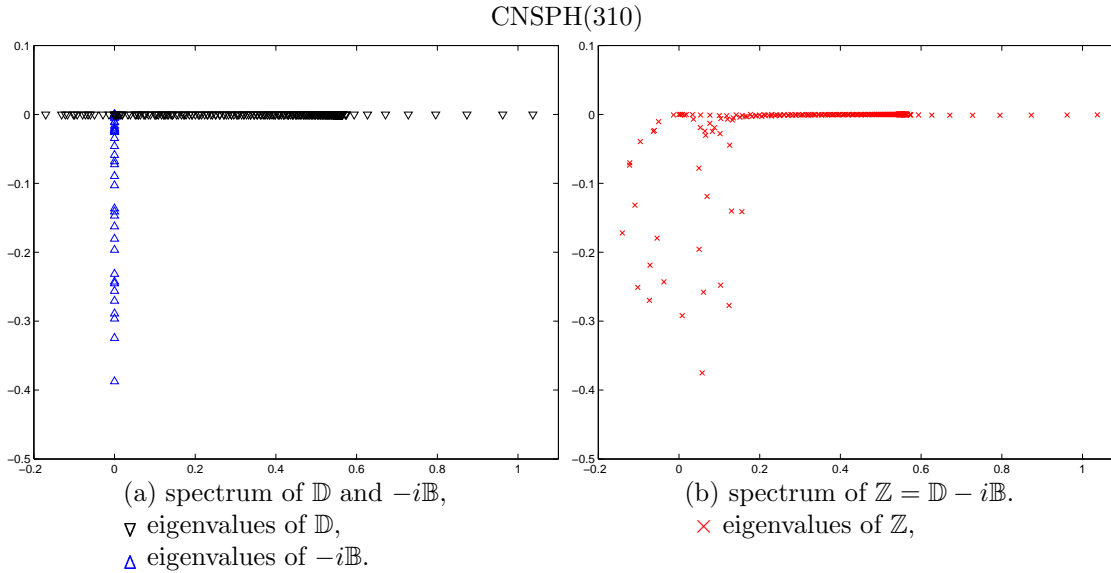 CNSPH(310)
0.1
0
−0.1
−0.2
−0.3
−0.4
−0.5
−0.2 0 0.2 0.4 0.6 0.8 1
(a) spectrum of 𝔻 and −i𝔹,
▽ eigenvalues of 𝔻,
△ eigenvalues of −i𝔹.
0.1
0
−0.1
−0.2
−0.3
−0.4
−0.5
−0.2 0 0.2 0.4 0.6 0.8 1
(b) spectrum of ℤ = 𝔻 − i𝔹.
× eigenvalues of ℤ,